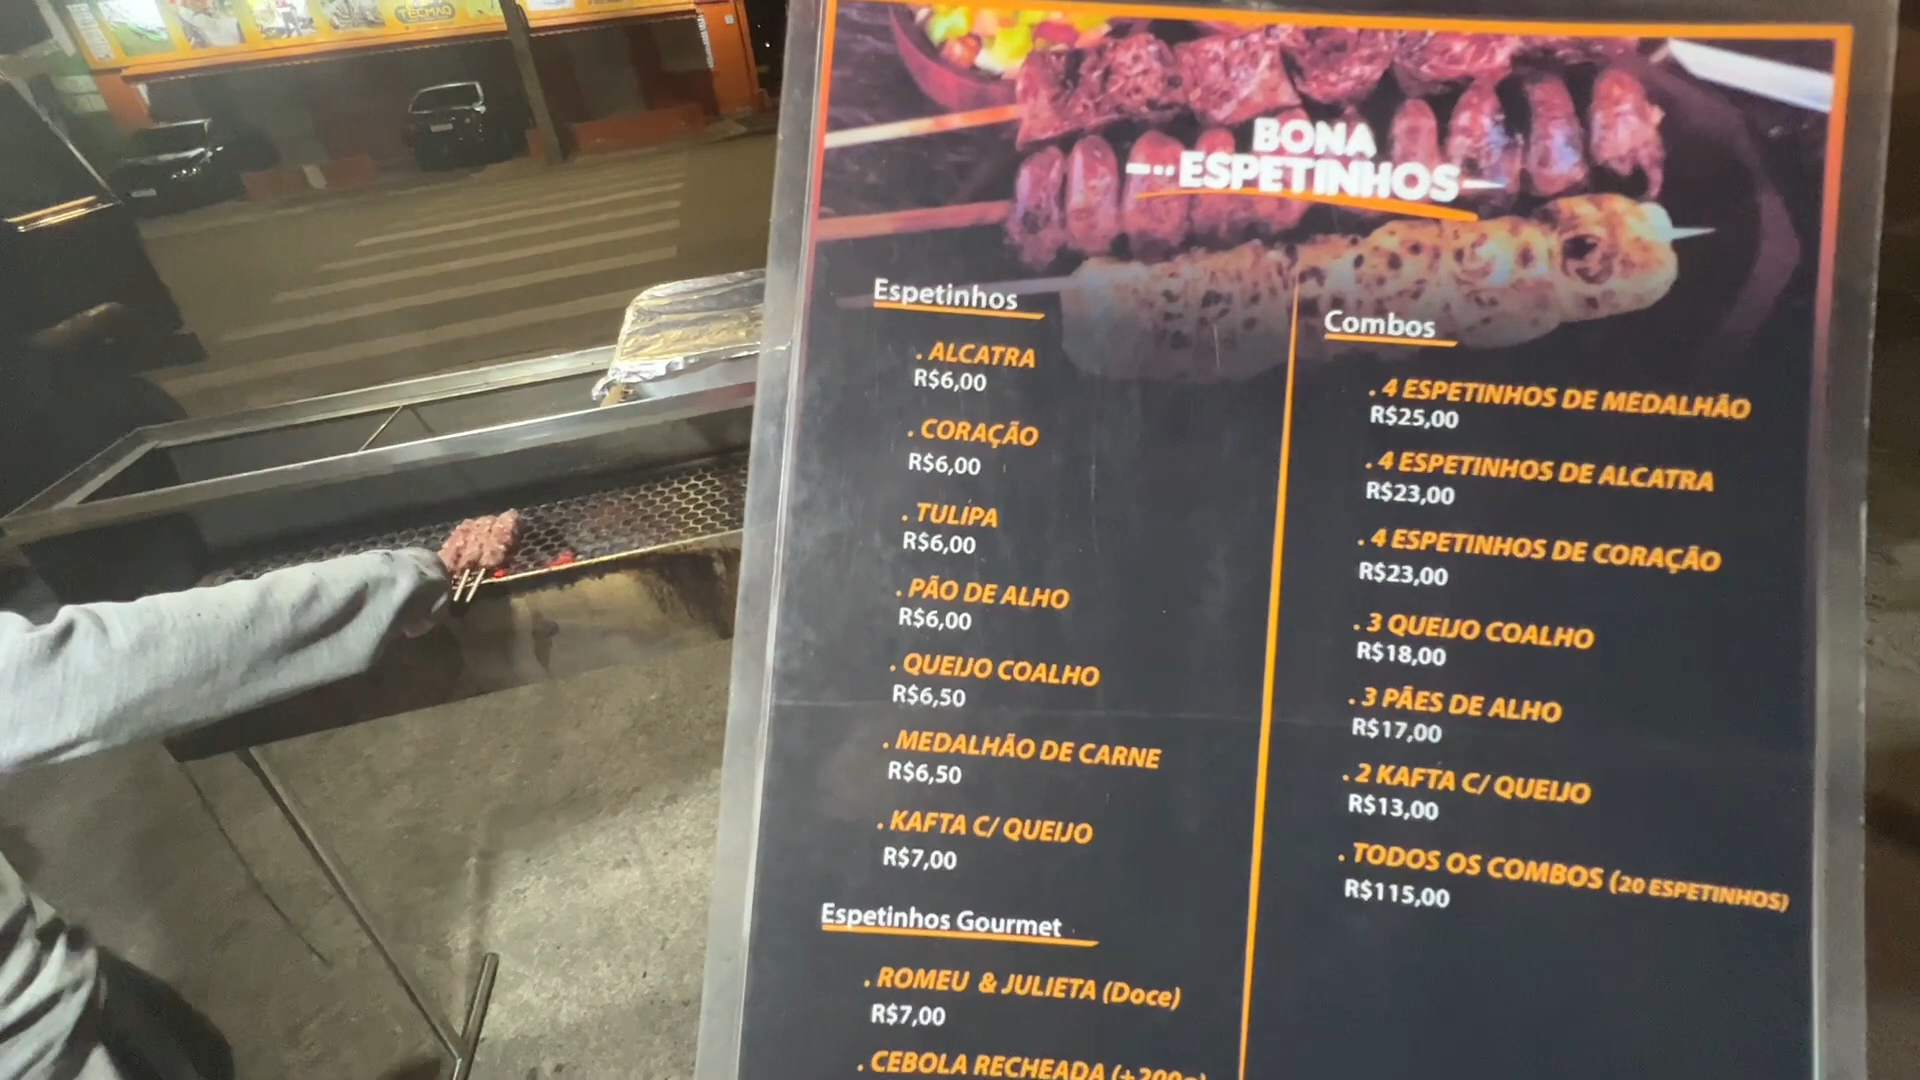 TECMAQ
BONA
ESPETINHOS
Espetinhos
. ALCATRA
R$6,00
. CORAÇÃO
R$6,00
. TULIPA
R$6,00
. PÃO DE ALHO
R$6,00
. QUEIJO COALHO
R$6,50
. MEDALHÃO DE CARNE
R$6,50
. KAFTA C/ QUEIJO
R$7,00
Espetinhos Gourmet
. ROMEU & JULIETA (Doce)
R$7,00
. CEBOLA RECHEADA (+200g)
Combos
. 4 ESPETINHOS DE MEDALHÃO
R$25,00
. 4 ESPETINHOS DE ALCATRA
R$23,00
. 4 ESPETINHOS DE CORAÇÃO
R$23,00
. 3 QUEIJO COALHO
R$18,00
. 3 PÃES DE ALHO
R$17,00
. 2 KAFTA C/ QUEIJO
R$13,00
. TODOS OS COMBOS (20 ESPETINHOS)
R$115,00